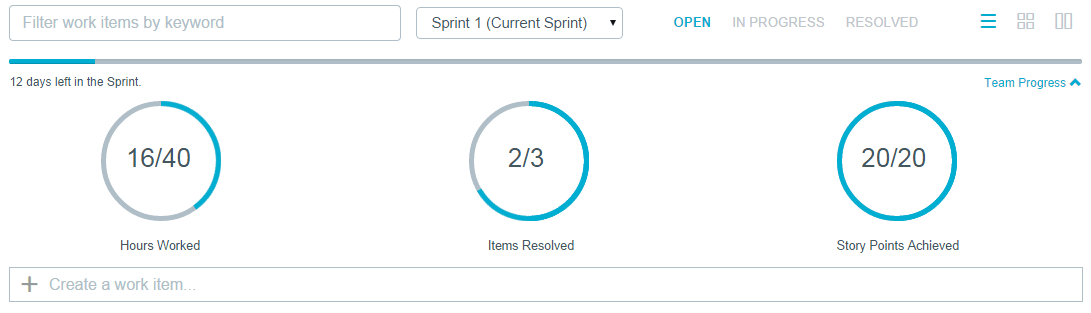 Filter work items by keyword
Sprint 1 (Current Sprint)
OPEN IN PROGRESS RESOLVED
12 days left in the Sprint.
Team Progress
16/40
2/3
20/20
Hours Worked
Items Resolved
Story Points Achieved
Create a work item...